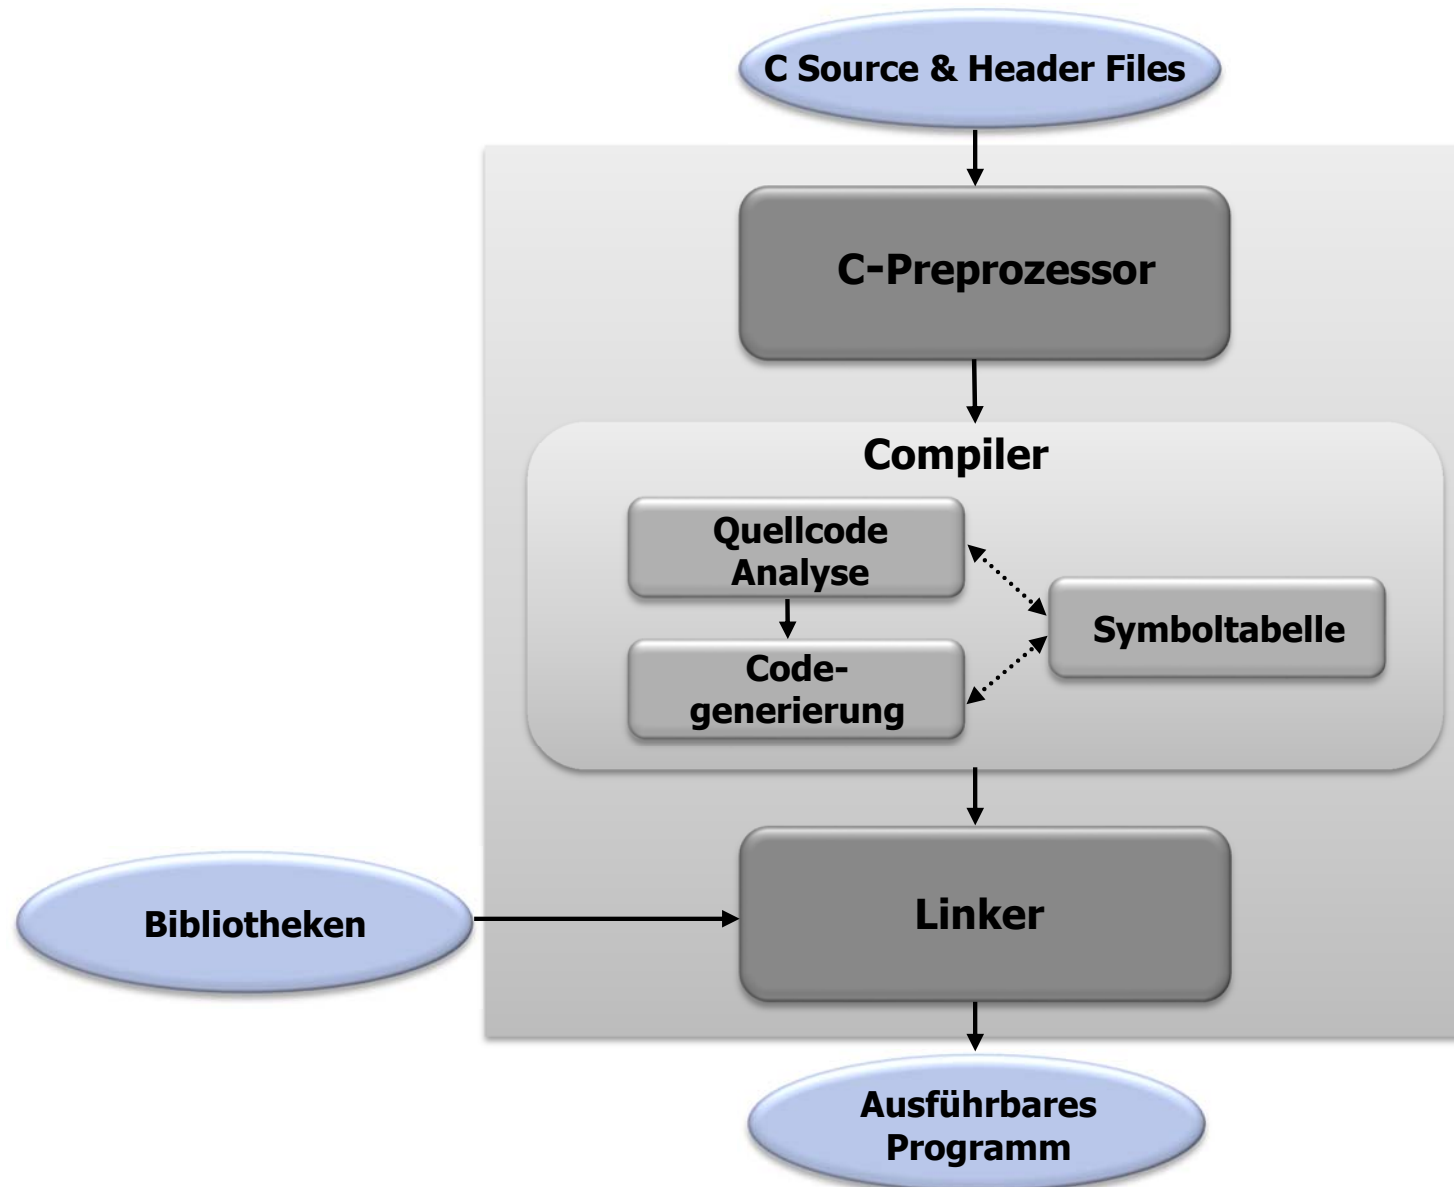 C Source & Header Files
C-Preprozessor
Compiler
Quellcode
Analyse
Symboltabelle
Code-
generierung
Bibliotheken
Linker
Ausführbares
Programm